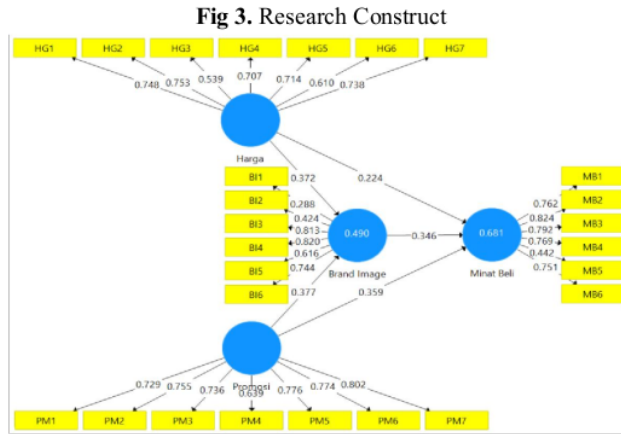 Fig 3. Research Construct
HG1 HG2 HG3 HG4 HG5 HG6 HG7
0.748 0.753 0.539 0.707 0.714 0.610 0.738
Harga
BI1 0.372 0.224 MB1
BI2 0.288 0.762 MB2
0.424 0.824
BI3 0.813 0.490 0.346 0.681 0.792 MB3
BI4 0.820 0.769 MB4
0.616 0.442
BI5 0.744 Brand Image Minat Beli 0.751 MB5
BI6 0.377 0.359 MB6
0.729 0.755 0.736 Promosi 0.639 0.776 0.774 0.802
PM1 PM2 PM3 PM4 PM5 PM6 PM7